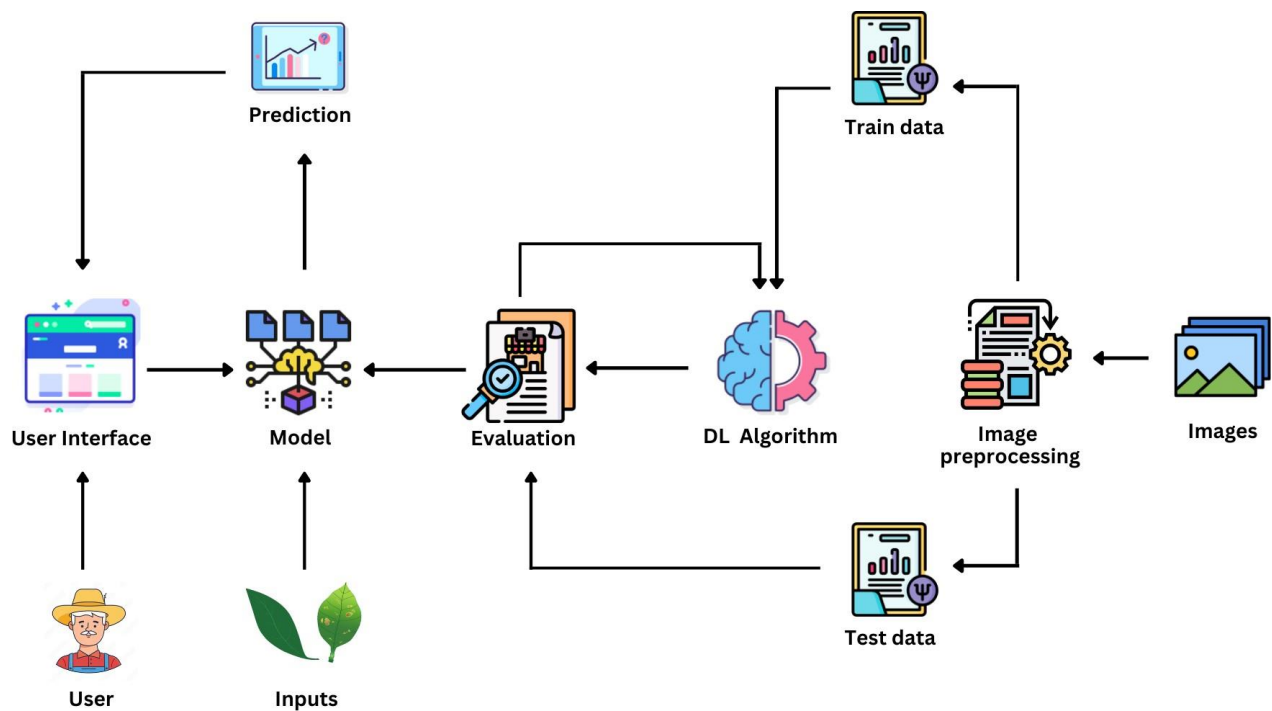 Prediction
Train data
User Interface
Model
Evaluation
DL  Algorithm
Image
preprocessing
Images
Test data
User
Inputs